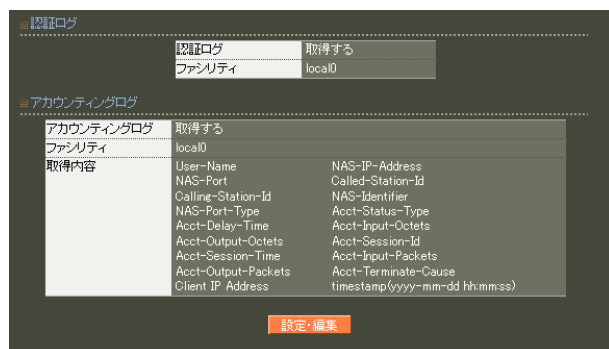 認証ログ
認証ログ 取得する
ファシリティ local0
アカウンティングログ
アカウンティングログ 取得する
ファシリティ local0
取得内容 User-Name NAS-IP-Address
NAS-Port Called-Station-Id
Calling-Station-Id NAS-Identifier
NAS-Port-Type Acct-Status-Type
Acct-Delay-Time Acct-Input-Octets
Acct-Output-Octets Acct-Session-Id
Acct-Session-Time Acct-Input-Packets
Acct-Output-Packets Acct-Terminate-Cause
Client IP Address timestamp(yyyy-mm-dd hh:mm:ss)
設定・編集